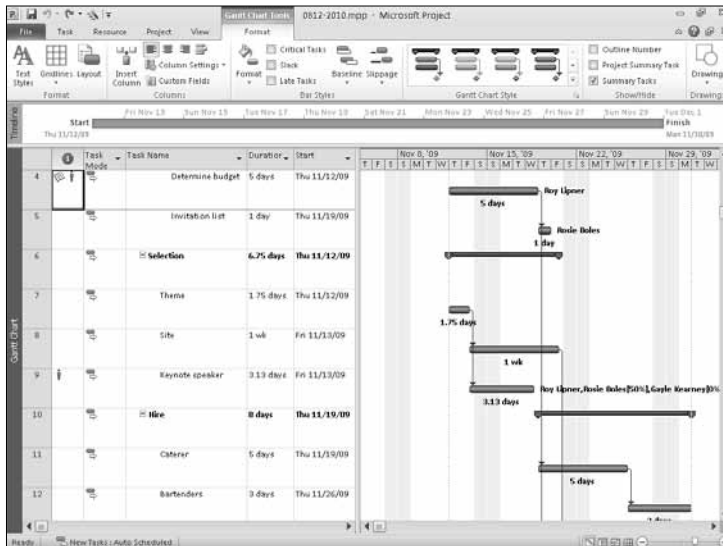 Gantt Chart Tools
0812-2010.mpp - Microsoft Project
File Task Resource Project View Format
Text Styles
Gridlines
Layout
Format
Insert Column
Column Settings
Custom Fields
Columns
Format
Critical Tasks
Slack
Late Tasks
Baseline
Slippage
Bar Styles
Gantt Chart Style
Outline Number
Project Summary Task
Summary Tasks
Show/Hide
Drawing
Drawings
Timeline
Fri Nov 13 Sun Nov 15 Tue Nov 17 Thu Nov 19 Sat Nov 21 Mon Nov 23 Wed Nov 25 Fri Nov 27 Sun Nov 29 Tue Dec 1
Start
Thu 11/12/09
Finish
Mon 11/30/09
Task Mode Task Name Duration Start
Nov 8, '09 Nov 15, '09 Nov 22, '09 Nov 29, '09
T F S S M T W T F S S M T W T F S S M T W T F S S M T W
4 Determine budget 5 days Thu 11/12/09
Roy Lipner
5 days
5 Invitation list 1 day Thu 11/19/09
Rosie Boles
1 day
6 Selection 6.75 days Thu 11/12/09
7 Theme 1.75 days Thu 11/12/09
1.75 days
8 Site 1 wk Fri 11/13/09
1 wk
9 Keynote speaker 3.13 days Fri 11/13/09
Roy Lipner,Rosie Boles[50%],Gayle Kearney[0%
3.13 days
10 Hire 8 days Thu 11/19/09
11 Caterer 5 days Thu 11/19/09
5 days
12 Bartenders 3 days Thu 11/26/09
Gantt Chart
Ready New Tasks : Auto Scheduled